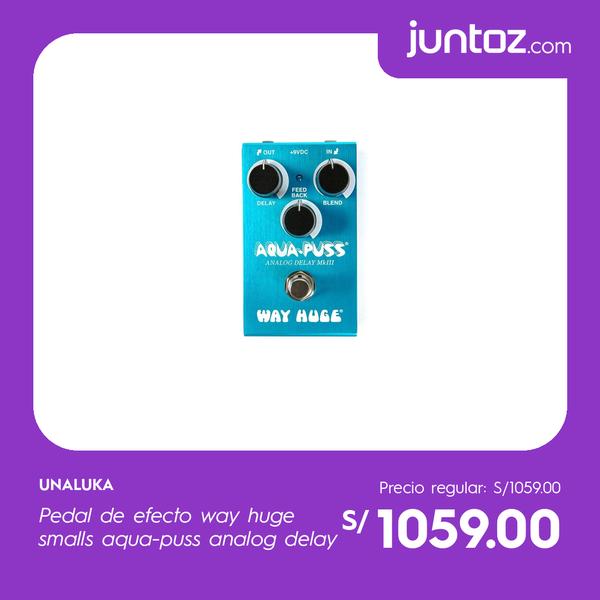 juntoz.com
OUT +9VDC IN
FEED
BACK
DELAY BLEND
AQUA-PUSS®
ANALOG DELAY MkIII
WAY HUGE®
UNALUKA
Precio regular: S/1059.00
Pedal de efecto way huge
smalls aqua-puss analog delay
S/ 1059.00